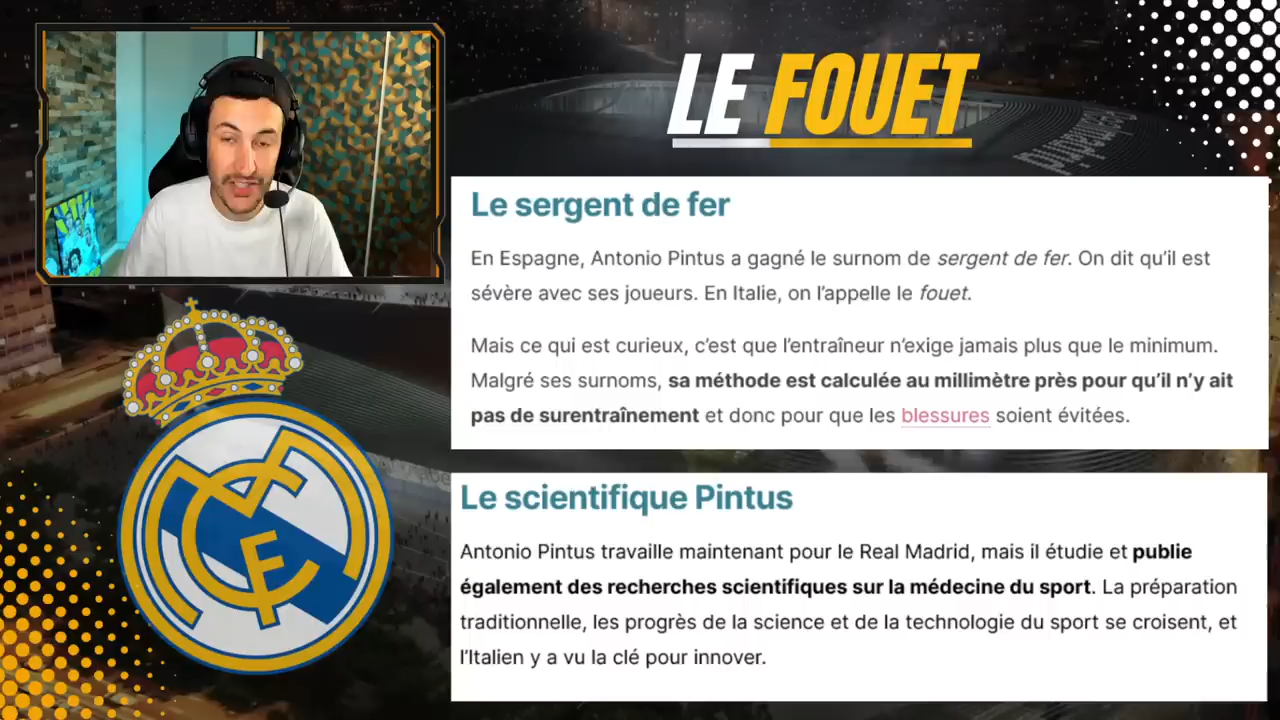 LE FOUET
Le sergent de fer
En Espagne, Antonio Pintus a gagné le surnom de sergent de fer. On dit qu’il est
sévère avec ses joueurs. En Italie, on l’appelle le fouet.
Mais ce qui est curieux, c’est que l’entraîneur n’exige jamais plus que le minimum.
Malgré ses surnoms, sa méthode est calculée au millimètre près pour qu’il n’y ait
pas de surentraînement et donc pour que les blessures soient évitées.
Le scientifique Pintus
Antonio Pintus travaille maintenant pour le Real Madrid, mais il étudie et publie
également des recherches scientifiques sur la médecine du sport. La préparation
traditionnelle, les progrès de la science et de la technologie du sport se croisent, et
l’Italien y a vu la clé pour innover.